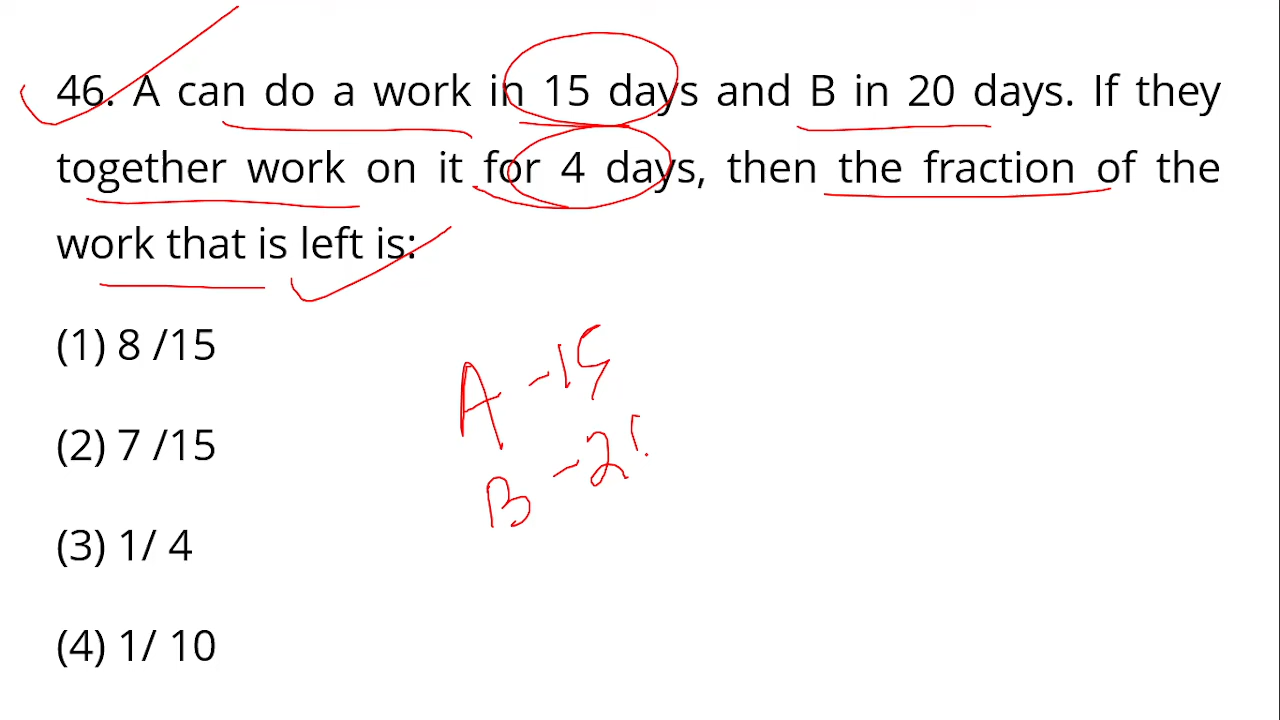 46. A can do a work in 15 days and B in 20 days. If they
together work on it for 4 days, then the fraction of the
work that is left is:
(1) 8 /15
A - 15
(2) 7 /15
B - 2
(3) 1/ 4
(4) 1/ 10